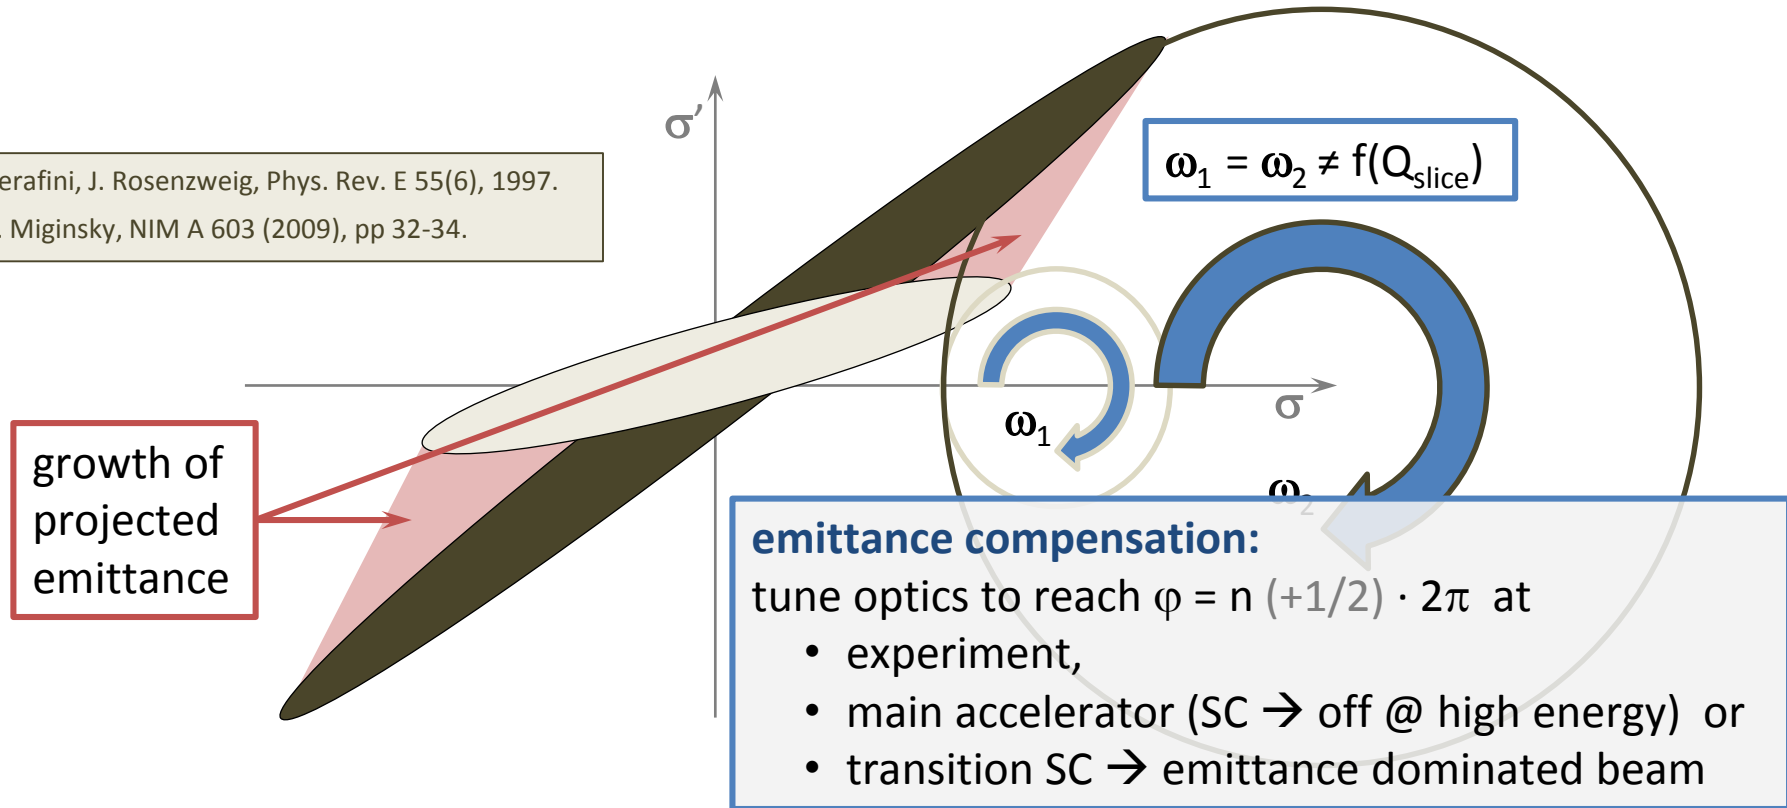 σ′
erafini, J. Rosenzweig, Phys. Rev. E 55(6), 1997.
. Miginsky, NIM A 603 (2009), pp 32-34.
ω₁ = ω₂ ≠ f(Q_slice)
σ
ω₁
ω₂
growth of
projected
emittance
emittance compensation:
tune optics to reach φ = n (+1/2) · 2π at
• experiment,
• main accelerator (SC → off @ high energy) or
• transition SC → emittance dominated beam